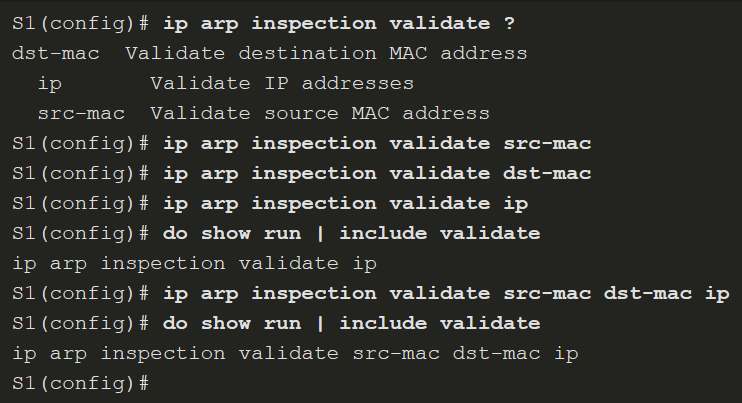 S1(config)# ip arp inspection validate ?
dst-mac  Validate destination MAC address
  ip       Validate IP addresses
  src-mac  Validate source MAC address
S1(config)# ip arp inspection validate src-mac
S1(config)# ip arp inspection validate dst-mac
S1(config)# ip arp inspection validate ip
S1(config)# do show run | include validate
ip arp inspection validate ip
S1(config)# ip arp inspection validate src-mac dst-mac ip
S1(config)# do show run | include validate
ip arp inspection validate src-mac dst-mac ip
S1(config)#